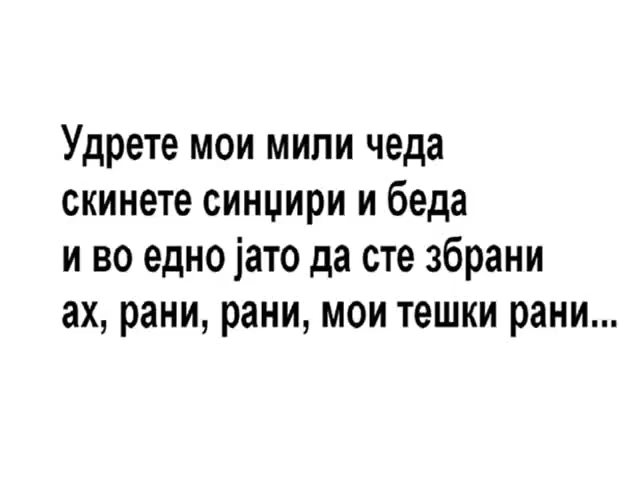 Удрете мои мили чеда
скинете синџири и беда
и во едно јато да сте збрани
ах, рани, рани, мои тешки рани...